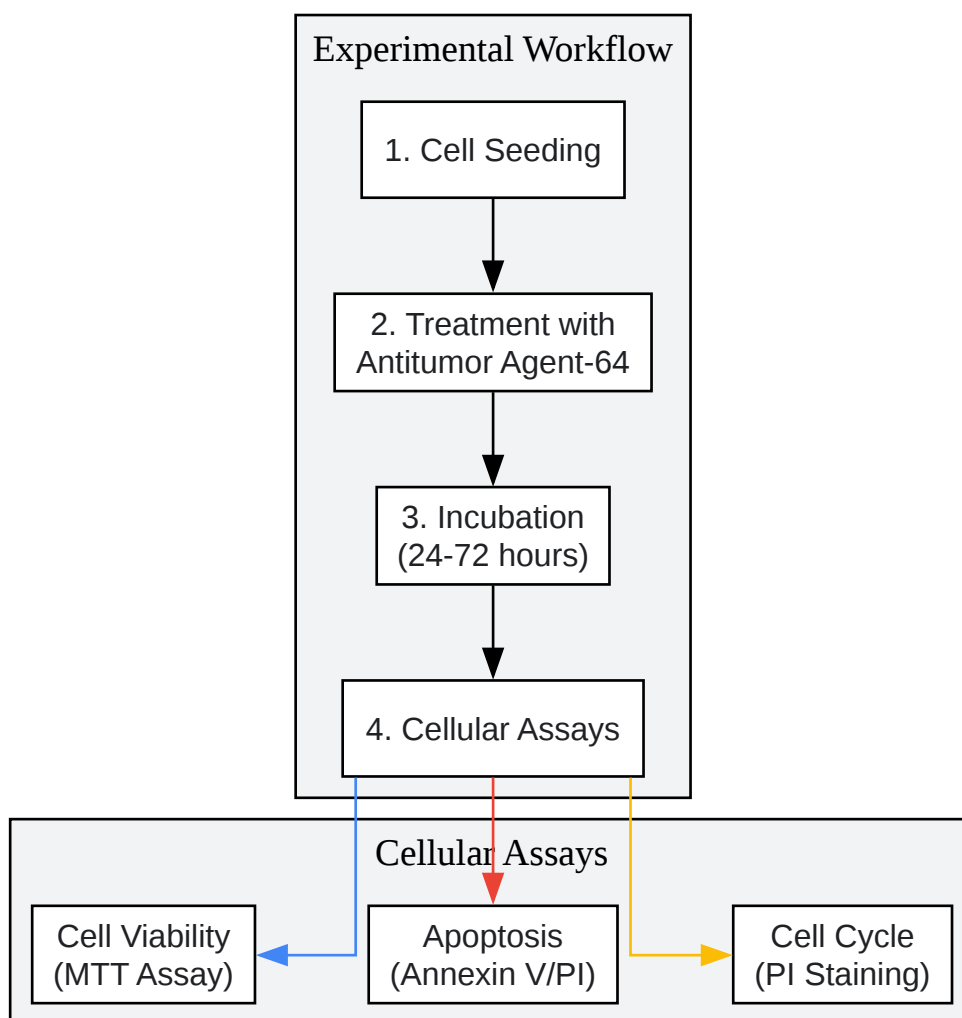 Experimental Workflow
1. Cell Seeding
2. Treatment with
Antitumor Agent-64
3. Incubation
(24-72 hours)
4. Cellular Assays
Cellular Assays
Cell Viability
(MTT Assay)
Apoptosis
(Annexin V/PI)
Cell Cycle
(PI Staining)